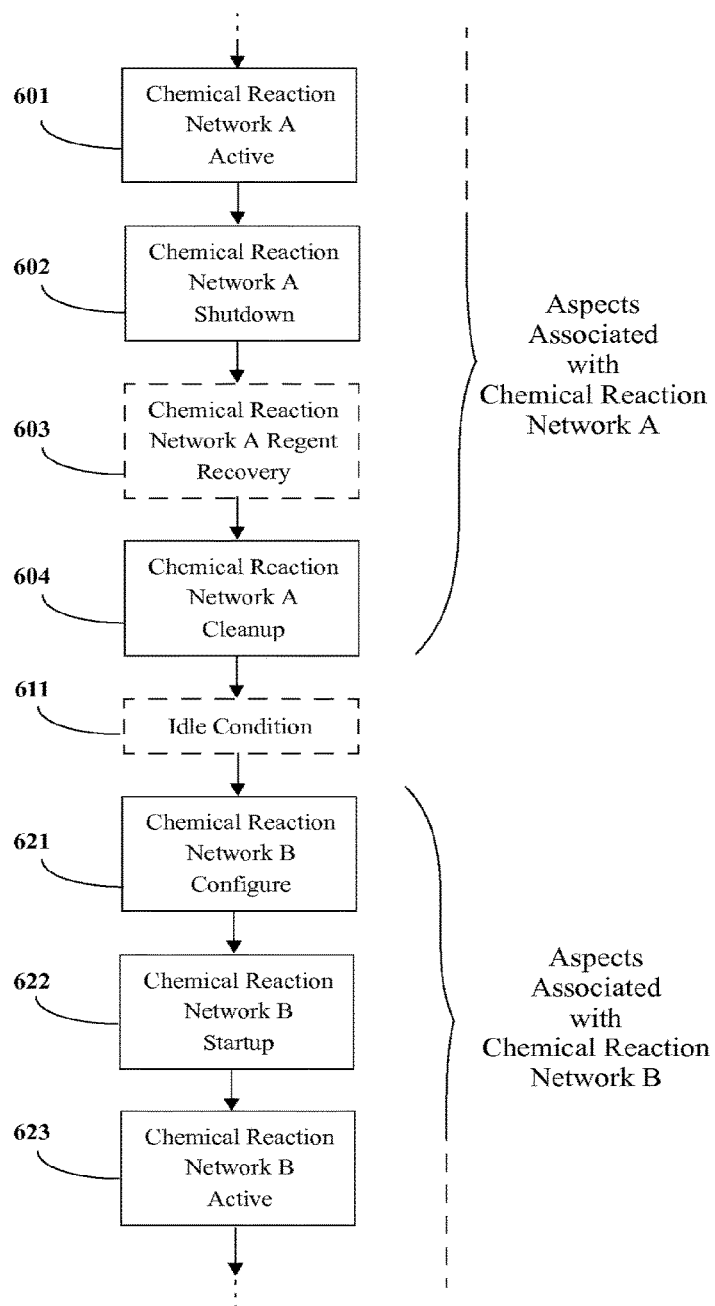 601
Chemical Reaction
Network A
Active
602
Chemical Reaction
Network A
Shutdown
603
Chemical Reaction
Network A Regent
Recovery
604
Chemical Reaction
Network A
Cleanup
Aspects
Associated
with
Chemical Reaction
Network A
611
Idle Condition
621
Chemical Reaction
Network B
Configure
622
Chemical Reaction
Network B
Startup
623
Chemical Reaction
Network B
Active
Aspects
Associated
with
Chemical Reaction
Network B